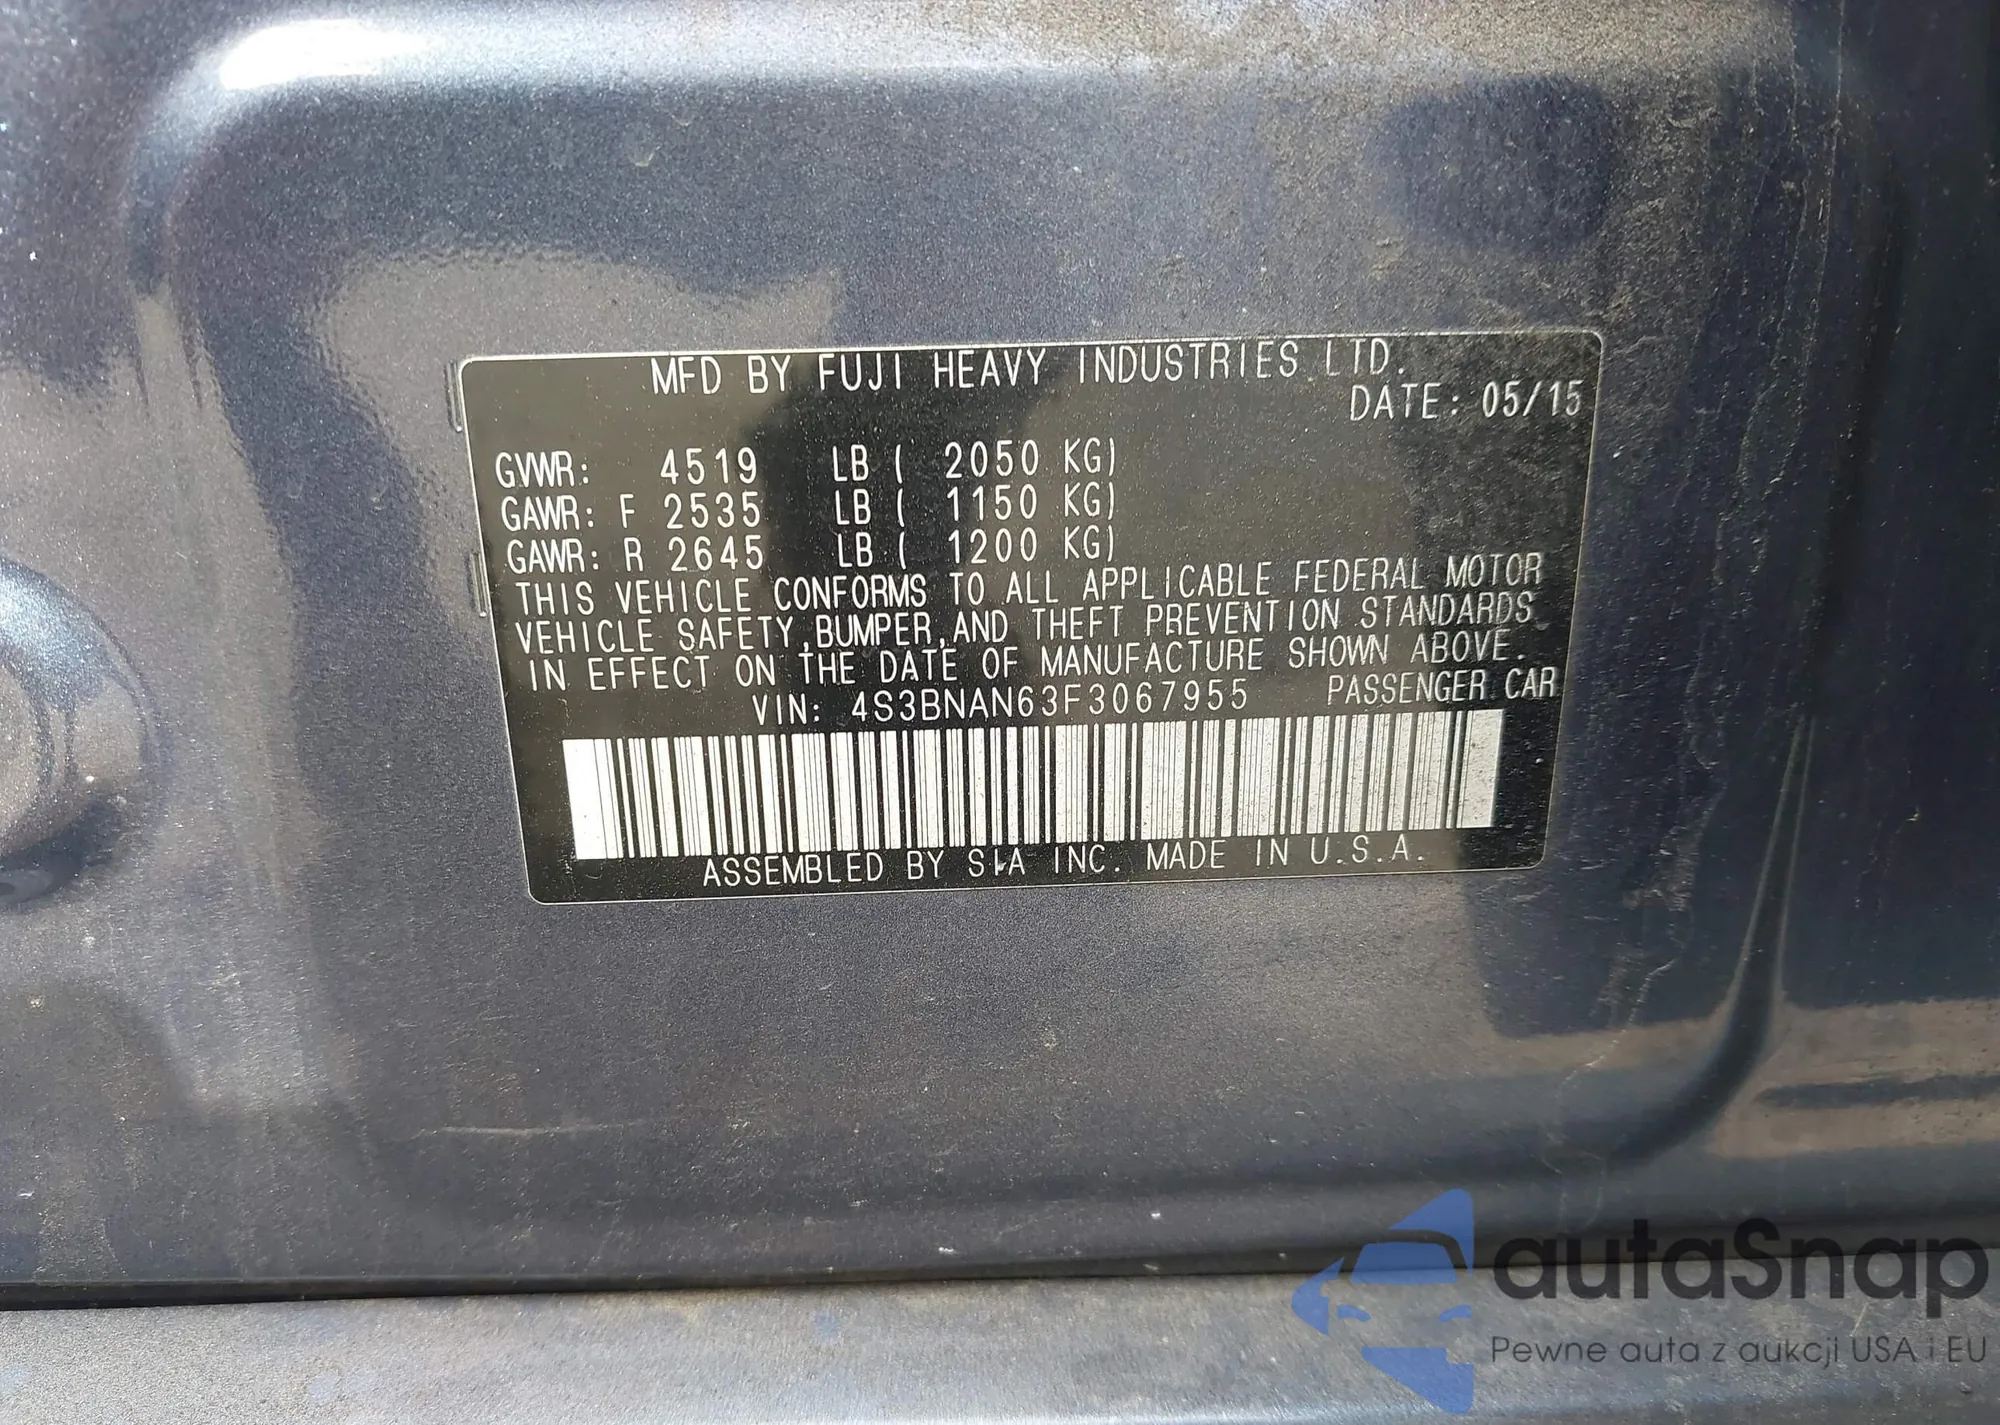 MFD BY FUJI HEAVY INDUSTRIES LTD.
DATE: 05/15
GVWR: 4519 LB ( 2050 KG)
GAWR: F 2535 LB ( 1150 KG)
GAWR: R 2645 LB ( 1200 KG)
THIS VEHICLE CONFORMS TO ALL APPLICABLE FEDERAL MOTOR
VEHICLE SAFETY,BUMPER,AND THEFT PREVENTION STANDARDS
IN EFFECT ON THE DATE OF MANUFACTURE SHOWN ABOVE.
VIN: 4S3BNAN63F3067955 PASSENGER CAR
ASSEMBLED BY SIA INC. MADE IN U.S.A.
autaSnap
Pewne auta z aukcji USA i EU